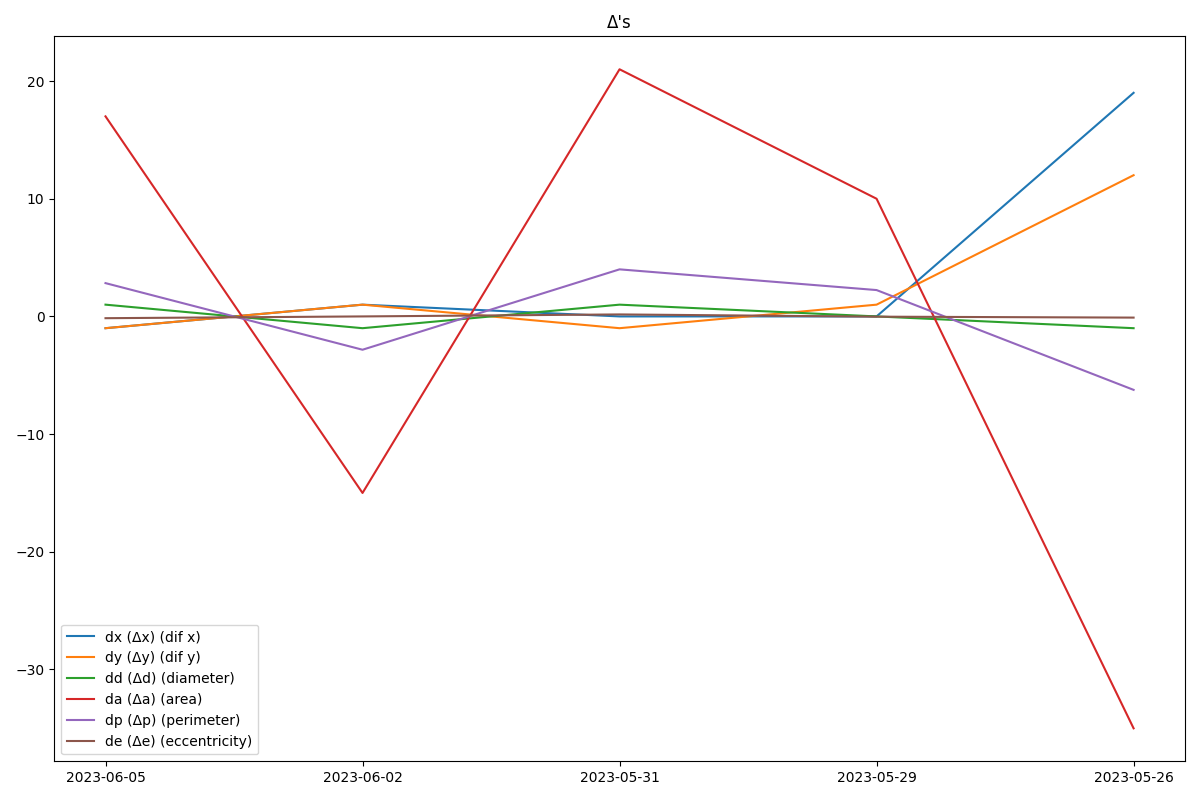 Δ's
20
10
0
−10
−20
−30
dx (Δx) (dif x)
dy (Δy) (dif y)
dd (Δd) (diameter)
da (Δa) (area)
dp (Δp) (perimeter)
de (Δe) (eccentricity)
2023-06-05 2023-06-02 2023-05-31 2023-05-29 2023-05-26